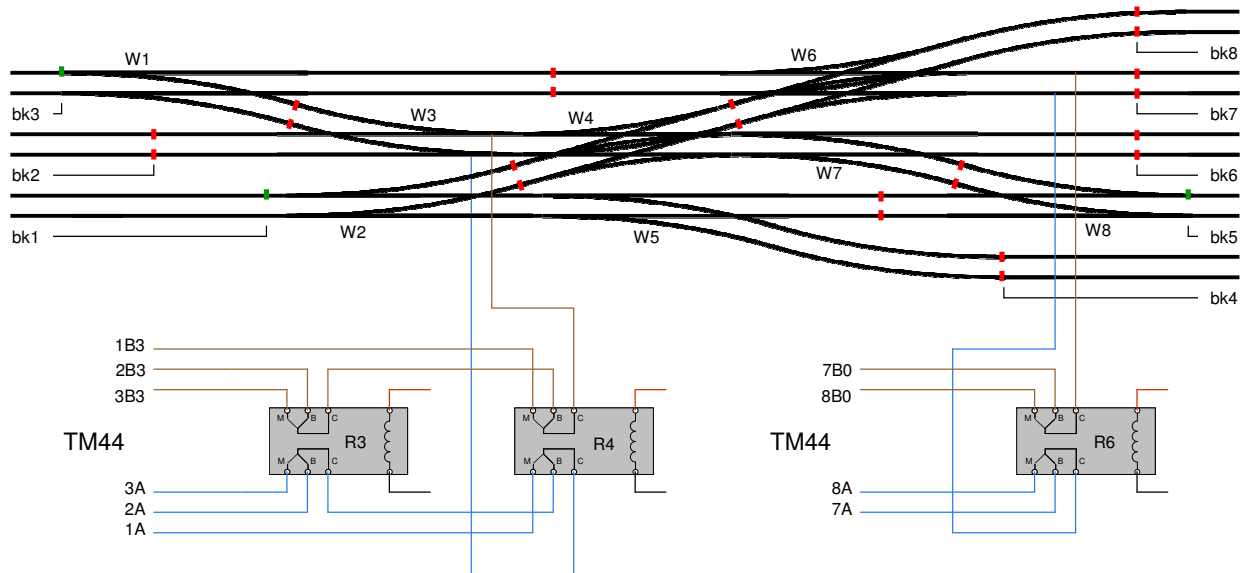 W1
W6
bk8
bk3
W3
W4
bk7
bk2
W7
bk6
bk1
W2
W5
W8
bk5
bk4
1B3
2B3
3B3
7B0
8B0
M B C
M B C
M B C
TM44
R3
R4
TM44
R6
M B C
M B C
M B C
3A
2A
1A
8A
7A